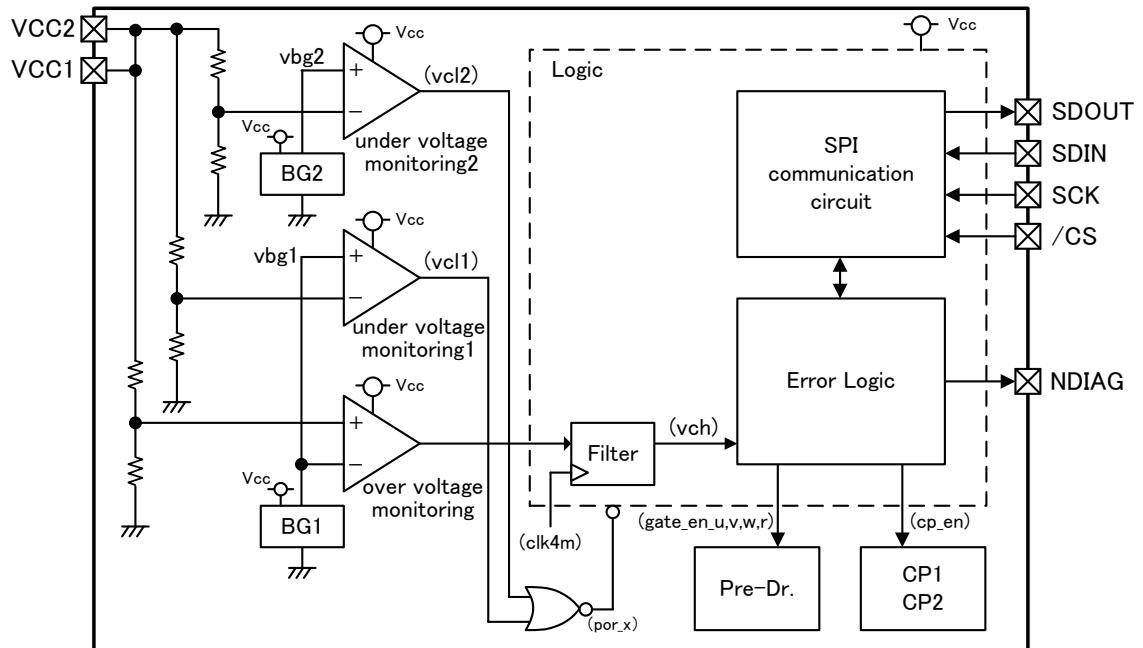 VCC2
VCC1
Vcc
vbg2
+
−
(vcl2)
under voltage
monitoring2
Vcc
BG2
Vcc
vbg1
+
−
(vcl1)
under voltage
monitoring1
Vcc
+
−
over voltage
monitoring
Vcc
BG1
Logic
Vcc
SPI
communication
circuit
SDOUT
SDIN
SCK
/CS
Error Logic
NDIAG
Filter
(vch)
(clk4m)
(por_x)
(gate_en_u,v,w,r)
(cp_en)
Pre-Dr.
CP1
CP2